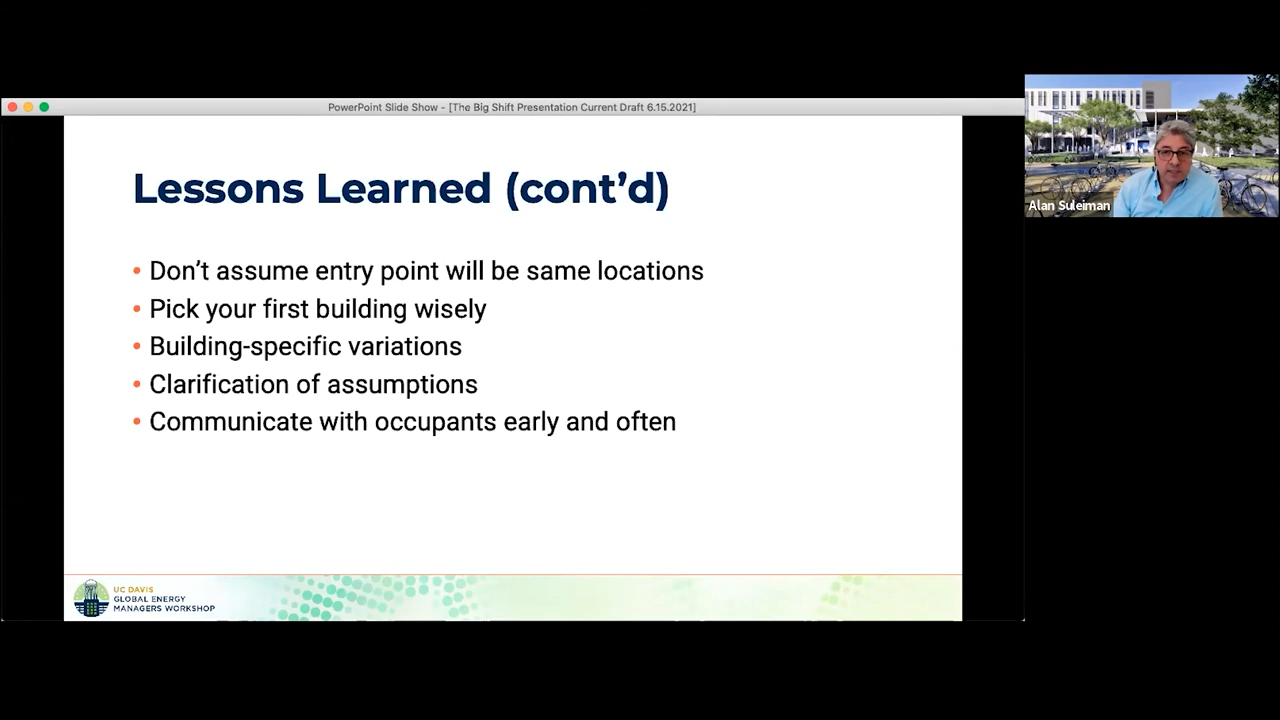 PowerPoint Slide Show - [The Big Shift Presentation Current Draft 6.15.2021]
Lessons Learned (cont’d)
• Don’t assume entry point will be same locations
• Pick your first building wisely
• Building-specific variations
• Clarification of assumptions
• Communicate with occupants early and often
UC DAVIS
GLOBAL ENERGY
MANAGERS WORKSHOP
Alan Suleiman